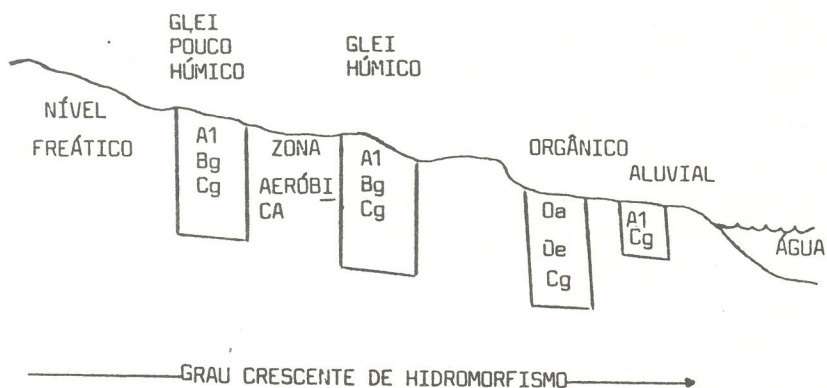 GLEI
POUCO
HÚMICO
GLEI
HÚMICO
NÍVEL
FREÁTICO
A1
Bg
Cg
ZONA
AERÓBI
CA
A1
Bg
Cg
ORGÂNICO
Oa
Oe
Cg
ALUVIAL
A1
Cg
ÁGUA
GRAU CRESCENTE DE HIDROMORFISMO